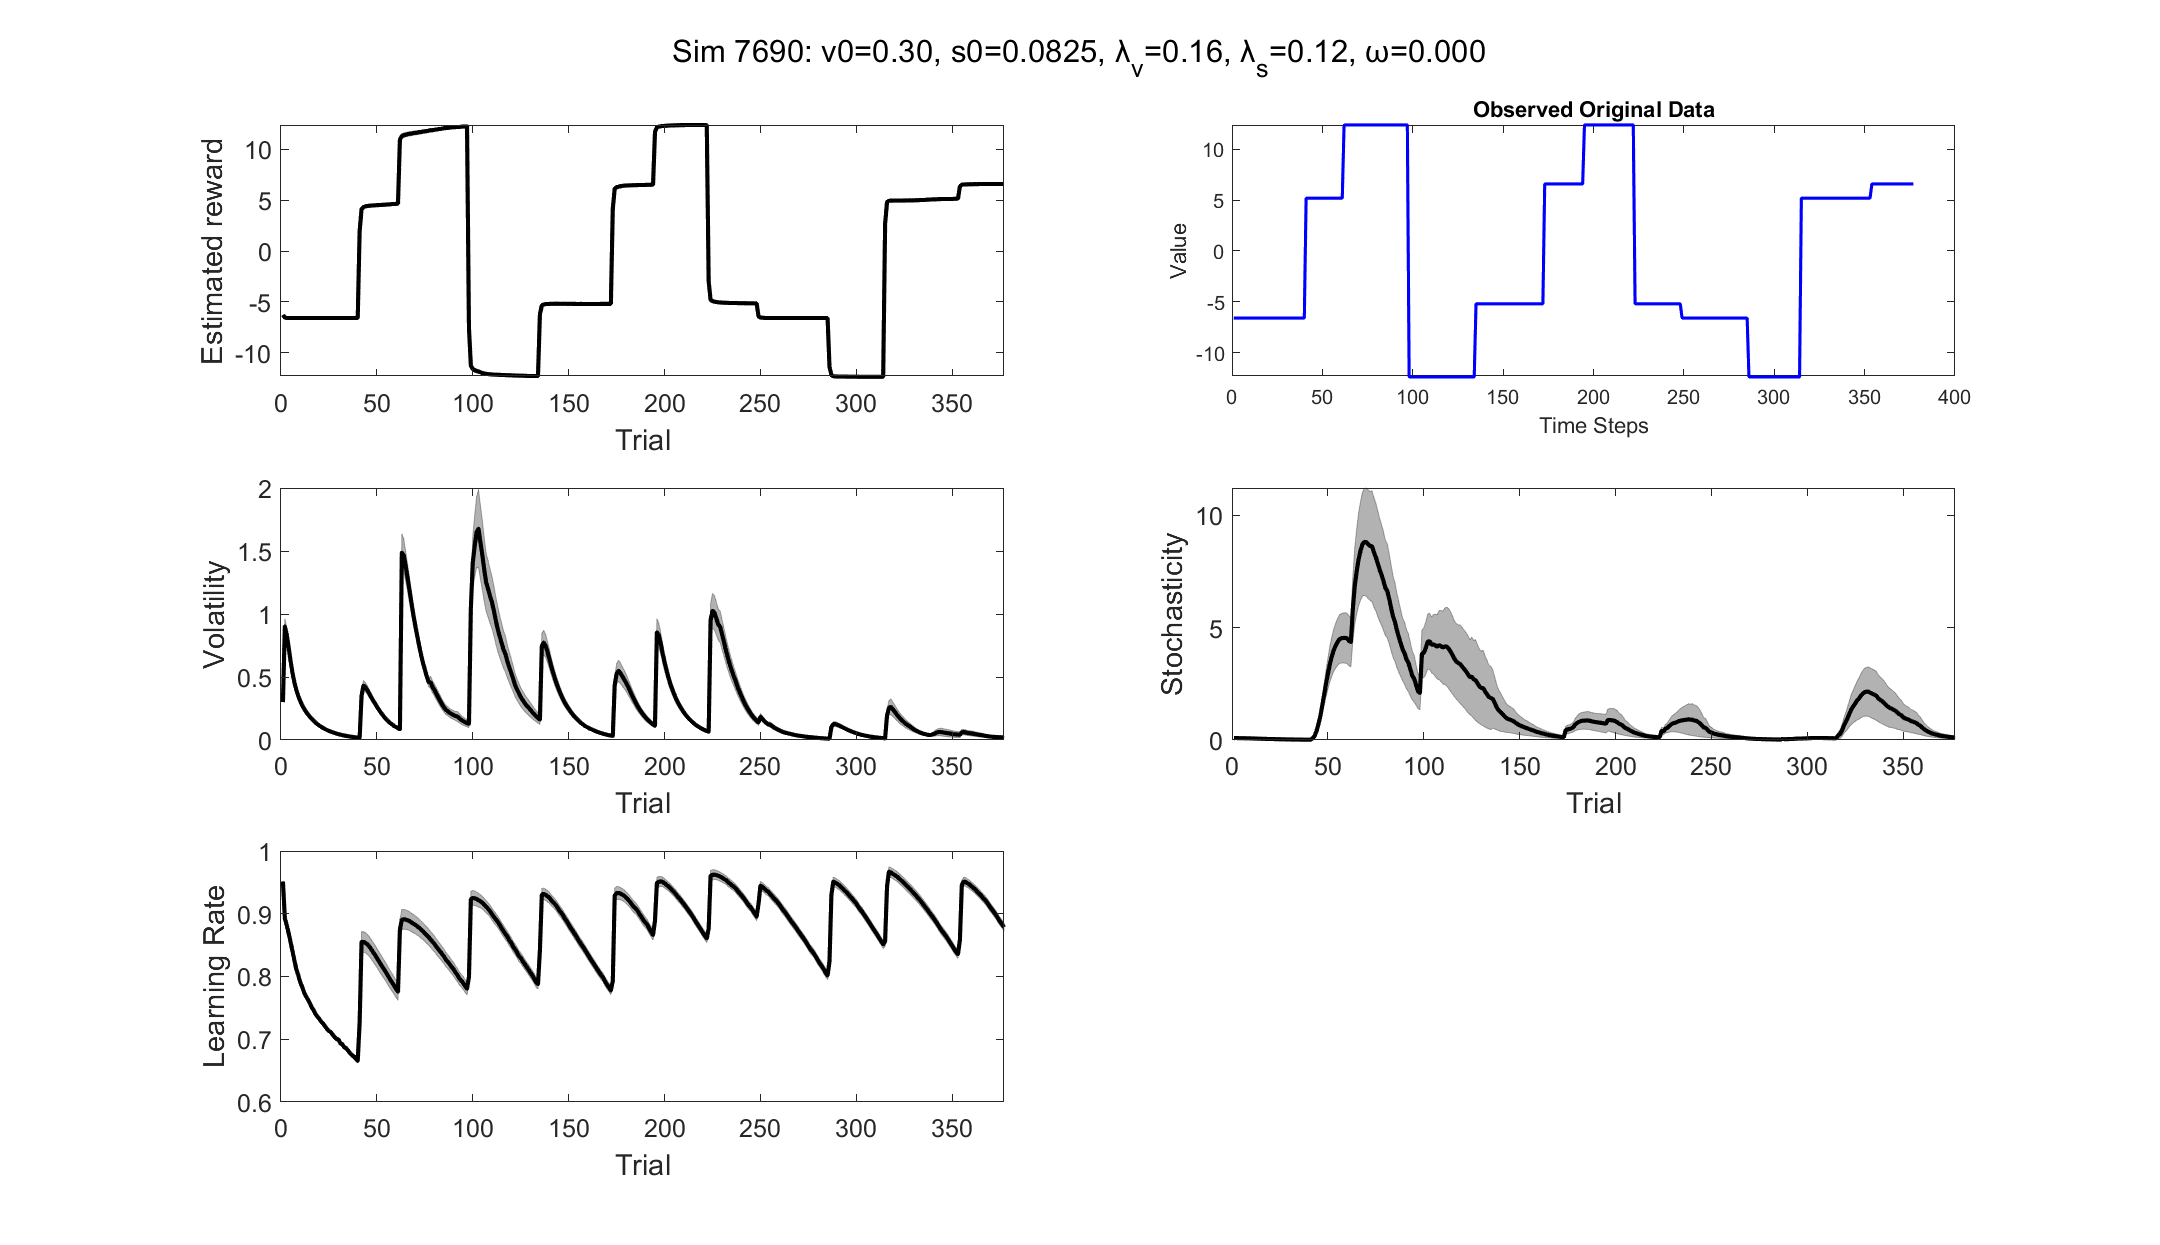 Sim 7690: v0=0.30, s0=0.0825, λ_v=0.16, λ_s=0.12, ω=0.000
Estimated reward
10
5
0
-5
-10
0 50 100 150 200 250 300 350
Trial
Observed Original Data
Value
10
5
0
-5
-10
0 50 100 150 200 250 300 350 400
Time Steps
Volatility
2
1.5
1
0.5
0
0 50 100 150 200 250 300 350
Trial
Stochasticity
10
5
0
0 50 100 150 200 250 300 350
Trial
Learning Rate
1
0.9
0.8
0.7
0.6
0 50 100 150 200 250 300 350
Trial